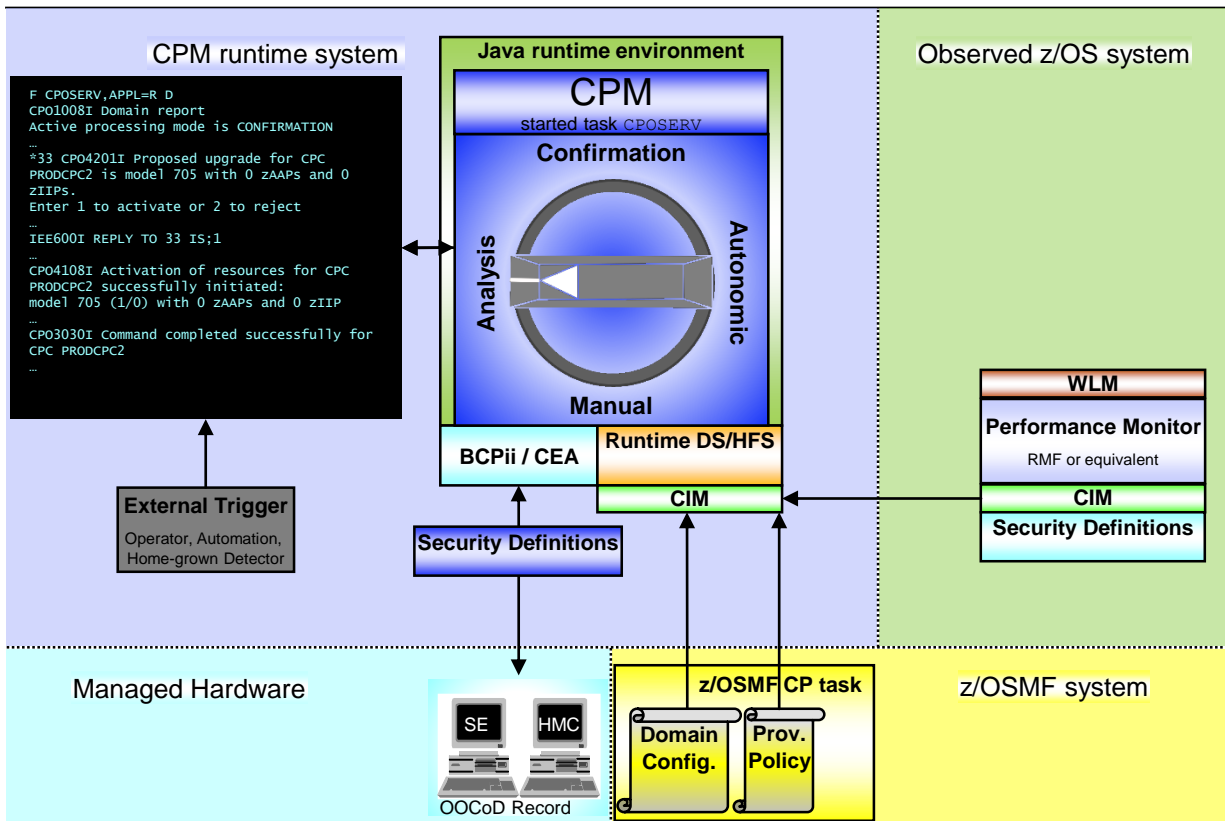 CPM runtime system
F CPOSERV,APPL=R D
CPO1008I Domain report
Active processing mode is CONFIRMATION
…
*33 CPO4201I Proposed upgrade for CPC
PRODCPC2 is model 705 with 0 zAAPs and 0
zIIPs.
Enter 1 to activate or 2 to reject
…
IEE600I REPLY TO 33 IS;1
…
CPO4108I Activation of resources for CPC
PRODCPC2 successfully initiated:
model 705 (1/0) with 0 zAAPs and 0 zIIP
…
CPO3030I Command completed successfully for
CPC PRODCPC2
…
External Trigger
Operator, Automation,
Home-grown Detector
Java runtime environment
CPM
started task CPOSERV
Confirmation
Analysis
Autonomic
Manual
BCPii / CEA
Runtime DS/HFS
CIM
Security Definitions
Observed z/OS system
WLM
Performance Monitor
RMF or equivalent
CIM
Security Definitions
Managed Hardware
SE
HMC
OOCoD Record
z/OSMF CP task
Domain
Config.
Prov.
Policy
z/OSMF system